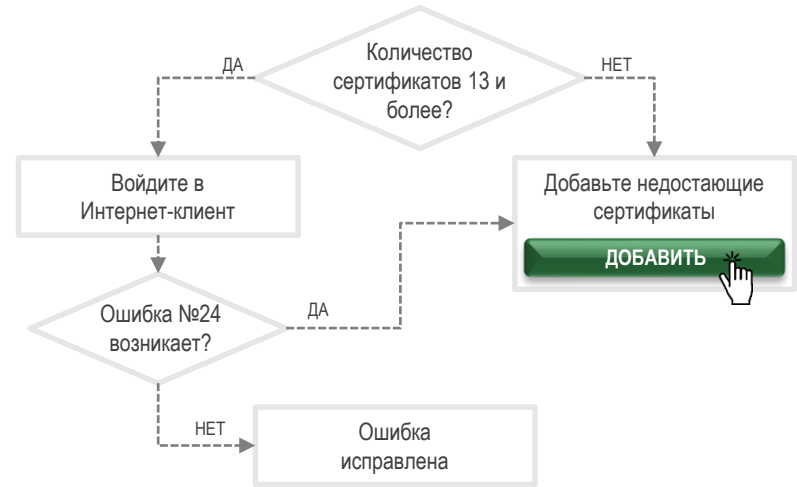 Количество
сертификатов 13 и
более?
ДА
НЕТ
Войдите в
Интернет-клиент
Добавьте недостающие
сертификаты
ДОБАВИТЬ
Ошибка №24
возникает?
ДА
НЕТ
Ошибка
исправлена